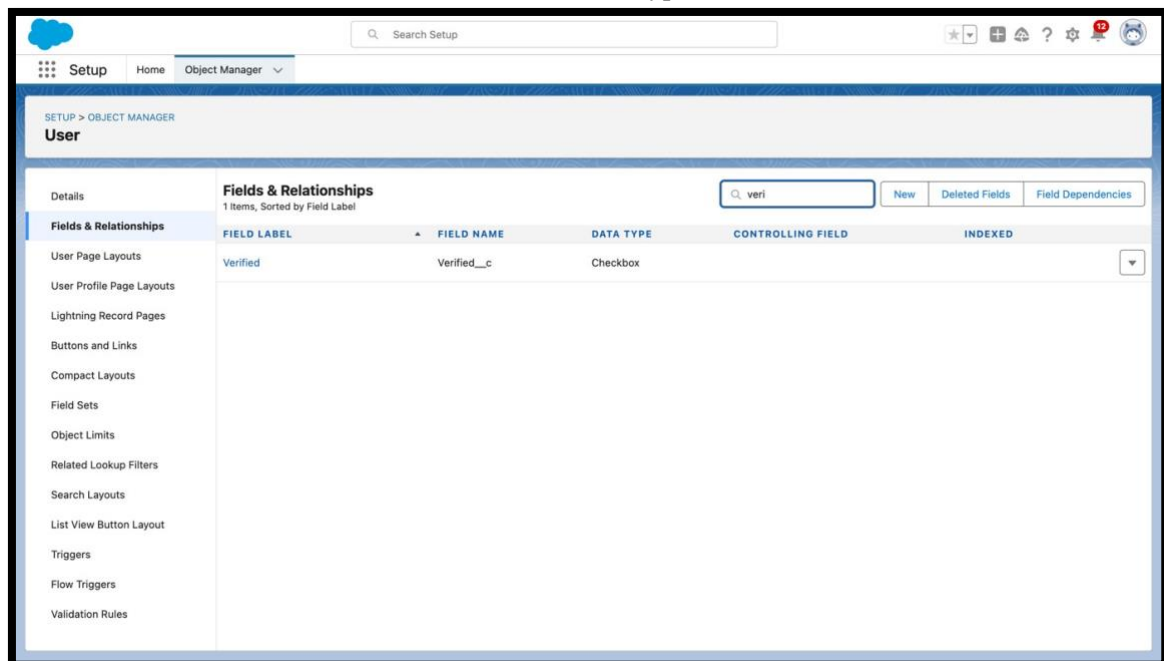 Search Setup
12
Setup Home Object Manager
SETUP > OBJECT MANAGER
User
Details
Fields & Relationships
User Page Layouts
User Profile Page Layouts
Lightning Record Pages
Buttons and Links
Compact Layouts
Field Sets
Object Limits
Related Lookup Filters
Search Layouts
List View Button Layout
Triggers
Flow Triggers
Validation Rules
Fields & Relationships
1 Items, Sorted by Field Label
veri
New Deleted Fields Field Dependencies
FIELD LABEL FIELD NAME DATA TYPE CONTROLLING FIELD INDEXED
Verified Verified__c Checkbox